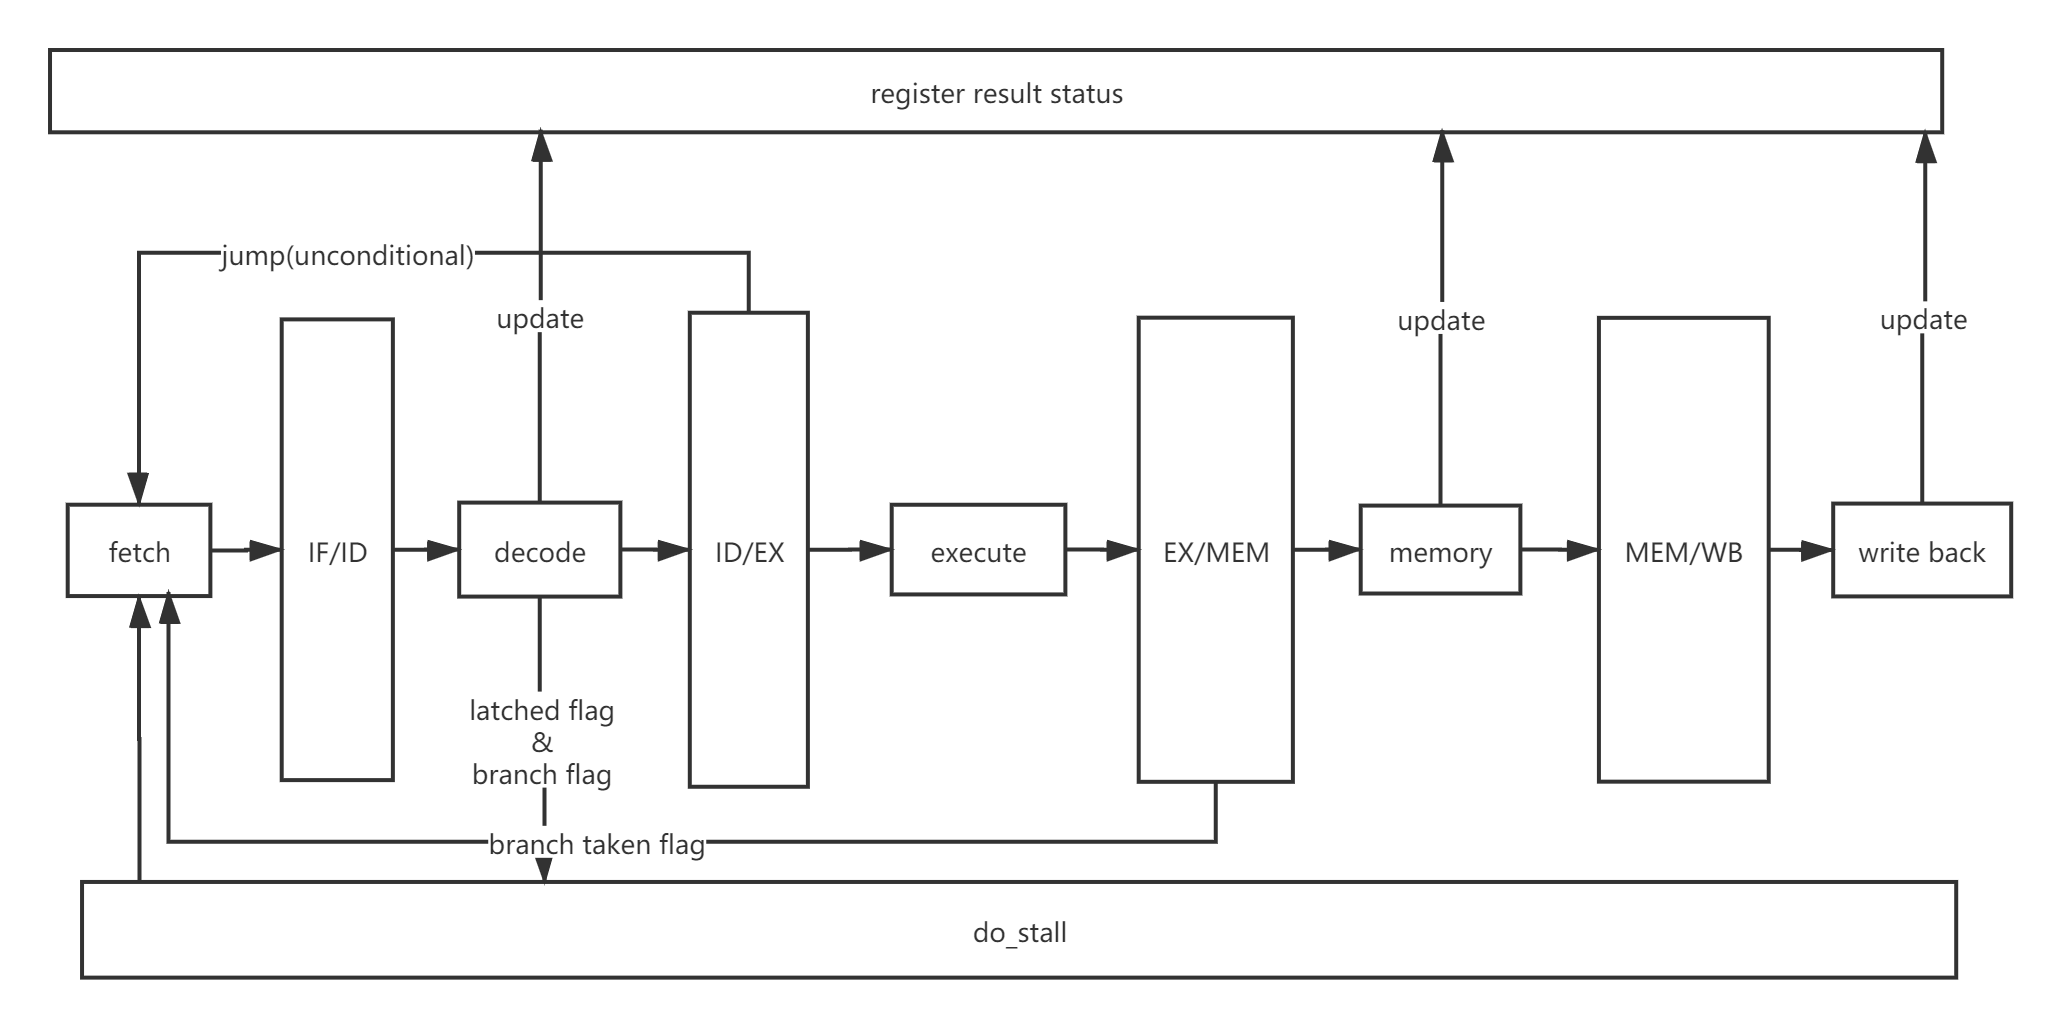 register result status
jump(unconditional)
update
update
update
fetch
IF/ID
decode
ID/EX
execute
EX/MEM
memory
MEM/WB
write back
latched flag
&
branch flag
branch taken flag
do_stall